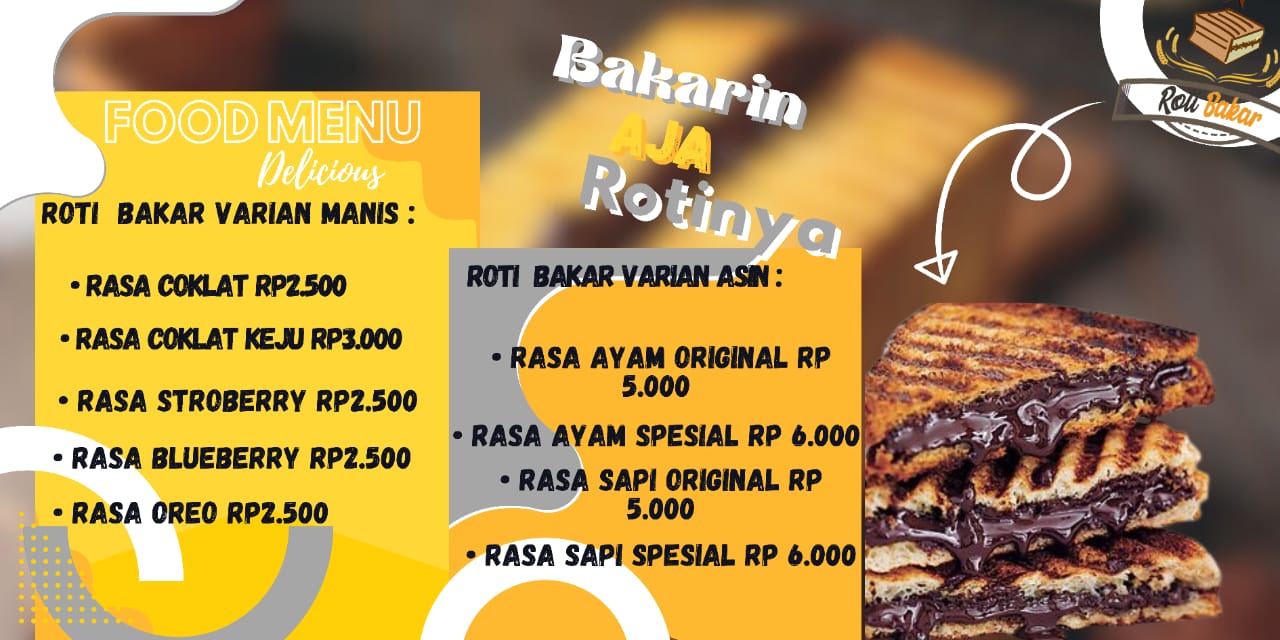 FOOD MENU
Delicious
ROTI BAKAR VARIAN MANIS :
• RASA COKLAT RP2.500
• RASA COKLAT KEJU RP3.000
• RASA STROBERRY RP2.500
• RASA BLUEBERRY RP2.500
• RASA OREO RP2.500
Bakarin
AJA
Rotinya
ROTI BAKAR VARIAN ASIN :
• RASA AYAM ORIGINAL RP
5.000
• RASA AYAM SPESIAL RP 6.000
• RASA SAPI ORIGINAL RP
5.000
• RASA SAPI SPESIAL RP 6.000
Roti Bakar